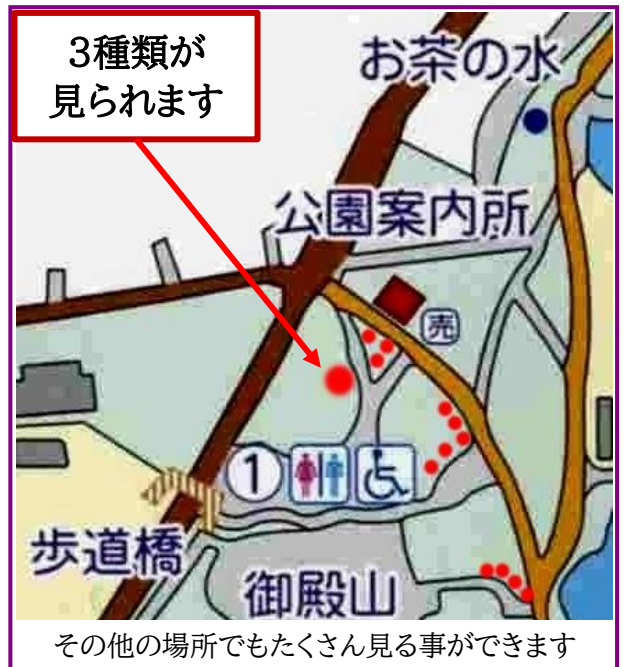 3種類が
見られます
お茶の水
公園案内所
売
1
歩道橋
御殿山
その他の場所でもたくさん見る事ができます